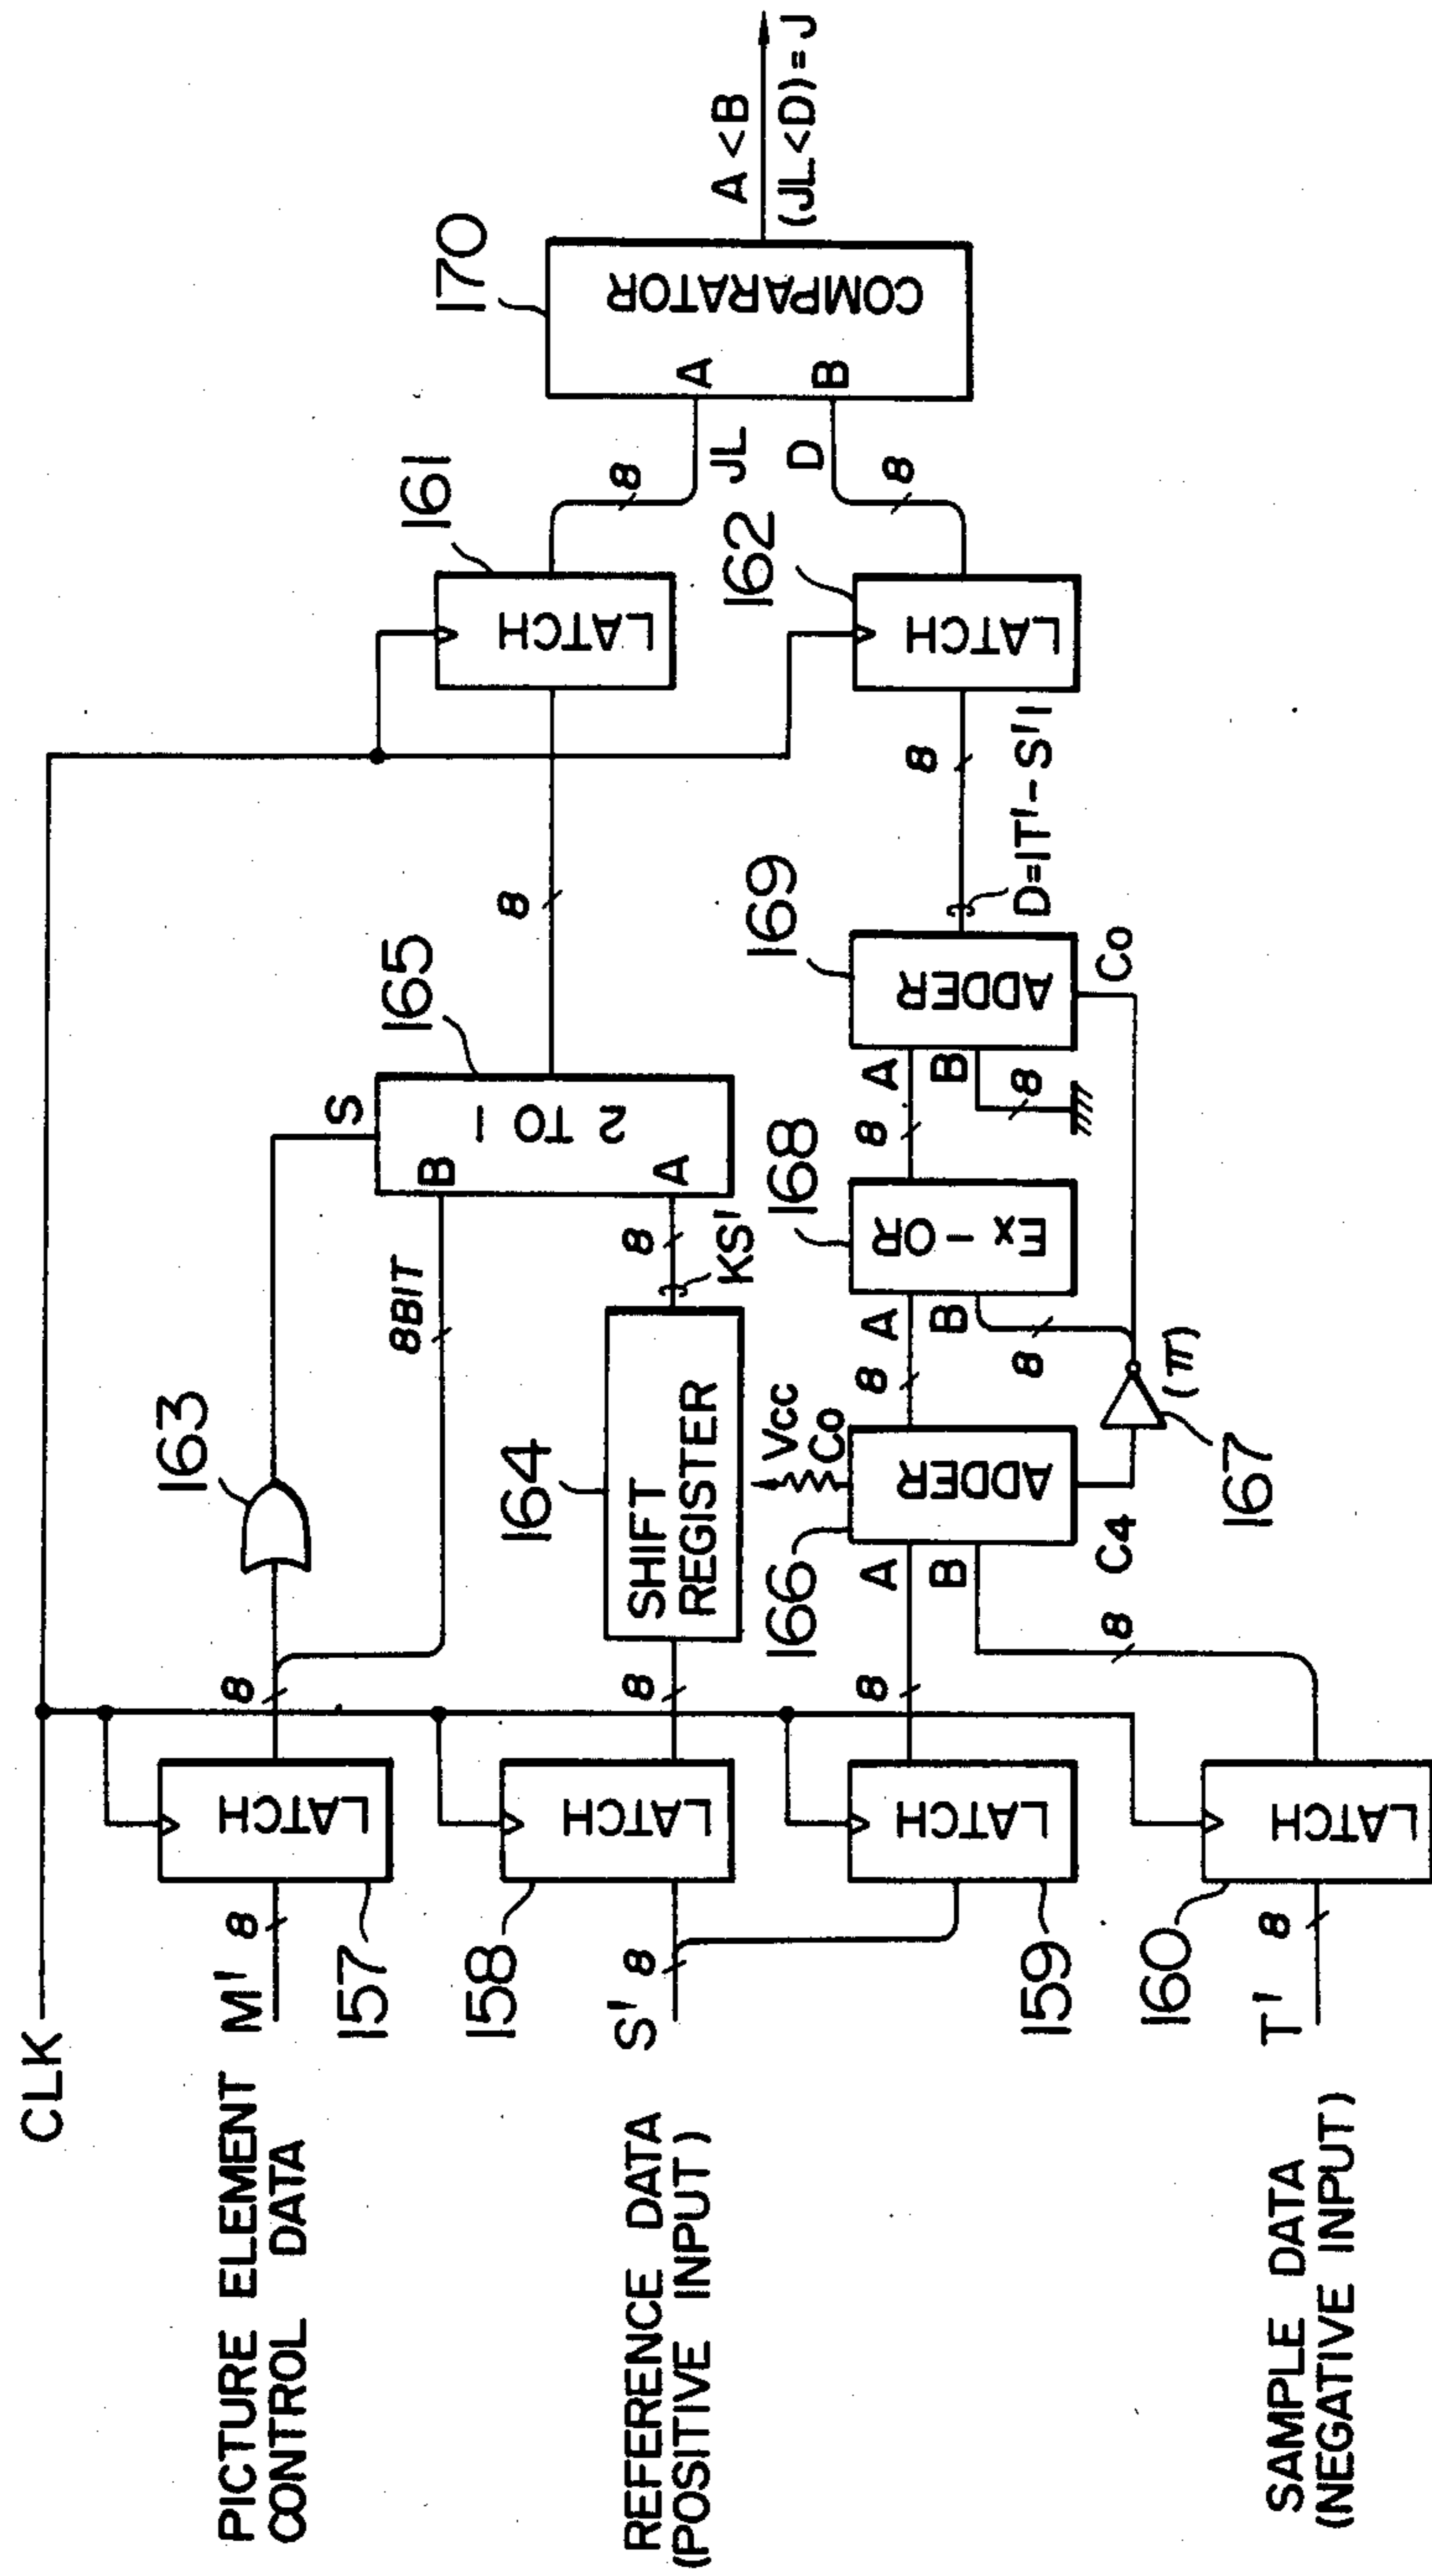 CLK
PICTURE ELEMENT
CONTROL DATA
M'
8
157
LATCH
8
163
8BIT
S
B
A
2 TO 1
165
8
161
LATCH
8
JL
170
A
B
COMPARATOR
A < B
(JL < D) = J
REFERENCE DATA
(POSITIVE INPUT)
S'
8
158
LATCH
8
164
SHIFT
REGISTER
8
KS'
159
LATCH
8
166
A
B
ADDER
Vcc
Co
C4
167
(π)
8
8
A
B
Ex-OR
168
8
A
B
8
ADDER
169
Co
D=|T'-S'|
8
162
LATCH
8
D
SAMPLE DATA
(NEGATIVE INPUT)
T'
8
160
LATCH
8